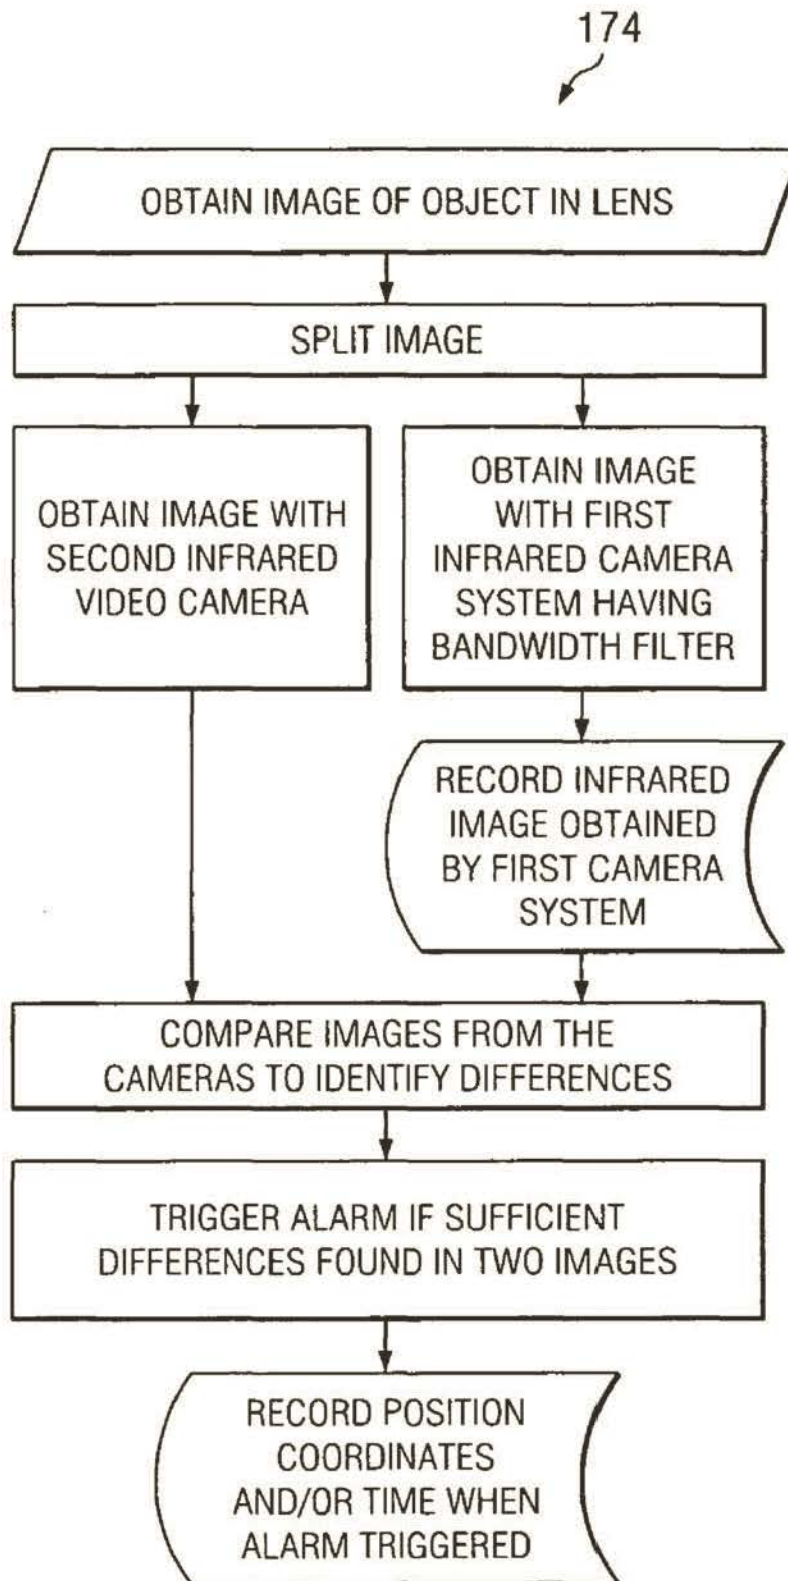 174
OBTAIN IMAGE OF OBJECT IN LENS
SPLIT IMAGE
OBTAIN IMAGE WITH
SECOND INFRARED
VIDEO CAMERA
OBTAIN IMAGE
WITH FIRST
INFRARED CAMERA
SYSTEM HAVING
BANDWIDTH FILTER
RECORD INFRARED
IMAGE OBTAINED
BY FIRST CAMERA
SYSTEM
COMPARE IMAGES FROM THE
CAMERAS TO IDENTIFY DIFFERENCES
TRIGGER ALARM IF SUFFICIENT
DIFFERENCES FOUND IN TWO IMAGES
RECORD POSITION
COORDINATES
AND/OR TIME WHEN
ALARM TRIGGERED